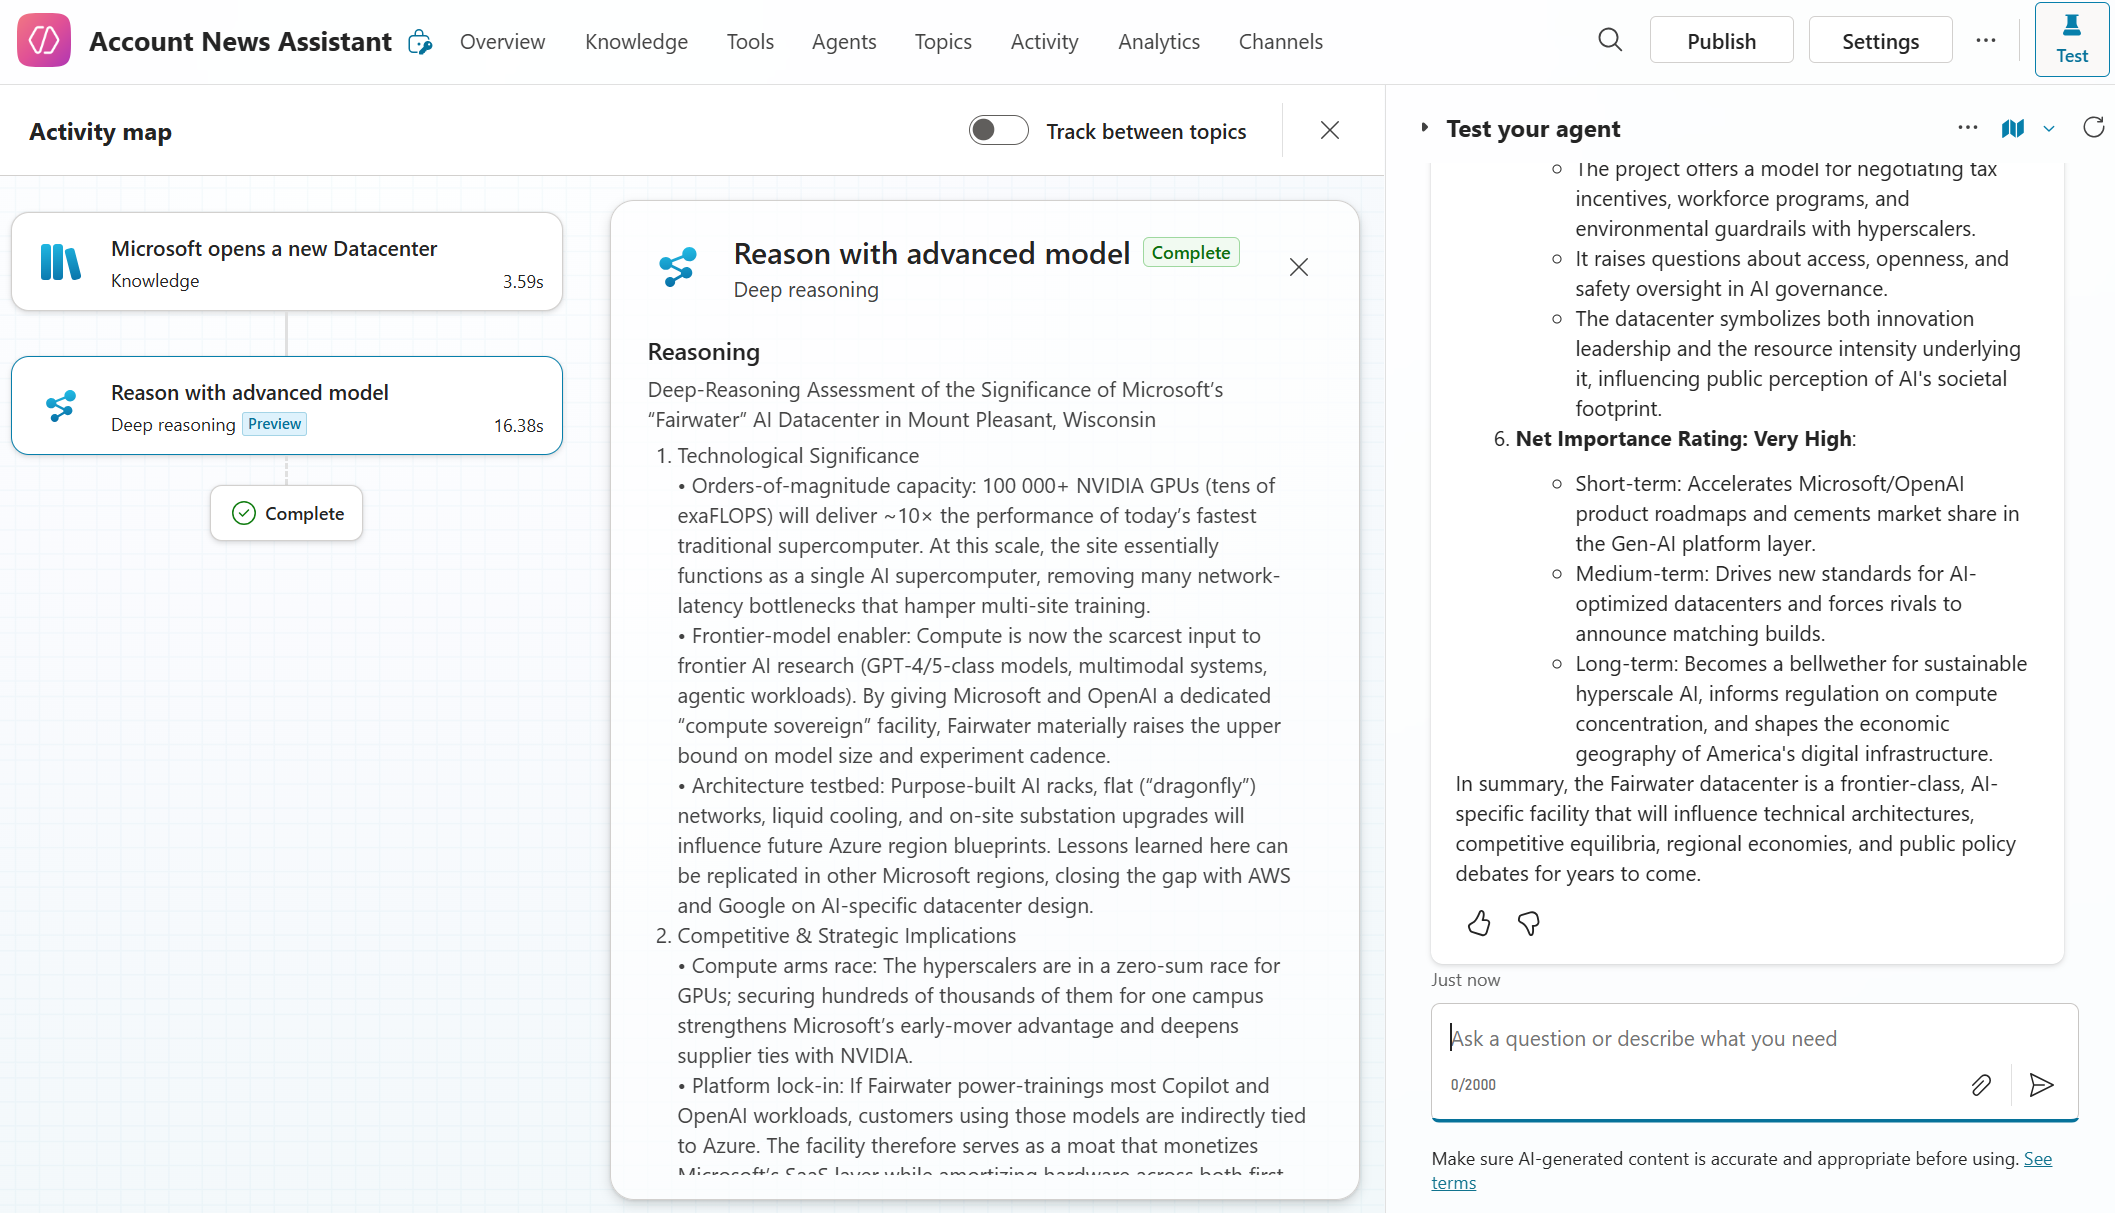 Account News Assistant
Overview
Knowledge
Tools
Agents
Topics
Activity
Analytics
Channels
Publish
Settings
Test
Activity map
Track between topics
Microsoft opens a new Datacenter
Knowledge
3.59s
Reason with advanced model
Deep reasoning
Preview
16.38s
Complete
Reason with advanced model
Complete
Deep reasoning
Reasoning
Deep-Reasoning Assessment of the Significance of Microsoft’s
“Fairwater” AI Datacenter in Mount Pleasant, Wisconsin
1. Technological Significance
• Orders-of-magnitude capacity: 100 000+ NVIDIA GPUs (tens of
exaFLOPS) will deliver ~10× the performance of today’s fastest
traditional supercomputer. At this scale, the site essentially
functions as a single AI supercomputer, removing many network-
latency bottlenecks that hamper multi-site training.
• Frontier-model enabler: Compute is now the scarcest input to
frontier AI research (GPT-4/5-class models, multimodal systems,
agentic workloads). By giving Microsoft and OpenAI a dedicated
“compute sovereign” facility, Fairwater materially raises the upper
bound on model size and experiment cadence.
• Architecture testbed: Purpose-built AI racks, flat (“dragonfly”)
networks, liquid cooling, and on-site substation upgrades will
influence future Azure region blueprints. Lessons learned here can
be replicated in other Microsoft regions, closing the gap with AWS
and Google on AI-specific datacenter design.
2. Competitive & Strategic Implications
• Compute arms race: The hyperscalers are in a zero-sum race for
GPUs; securing hundreds of thousands of them for one campus
strengthens Microsoft’s early-mover advantage and deepens
supplier ties with NVIDIA.
• Platform lock-in: If Fairwater power-trainings most Copilot and
OpenAI workloads, customers using those models are indirectly tied
to Azure. The facility therefore serves as a moat that monetizes
Microsoft’s SaaS layer while amortizing hardware across both first-
Test your agent
The project offers a model for negotiating tax
incentives, workforce programs, and
environmental guardrails with hyperscalers.
It raises questions about access, openness, and
safety oversight in AI governance.
The datacenter symbolizes both innovation
leadership and the resource intensity underlying
it, influencing public perception of AI's societal
footprint.
6. Net Importance Rating: Very High:
Short-term: Accelerates Microsoft/OpenAI
product roadmaps and cements market share in
the Gen-AI platform layer.
Medium-term: Drives new standards for AI-
optimized datacenters and forces rivals to
announce matching builds.
Long-term: Becomes a bellwether for sustainable
hyperscale AI, informs regulation on compute
concentration, and shapes the economic
geography of America's digital infrastructure.
In summary, the Fairwater datacenter is a frontier-class, AI-
specific facility that will influence technical architectures,
competitive equilibria, regional economies, and public policy
debates for years to come.
Just now
Ask a question or describe what you need
0/2000
Make sure AI-generated content is accurate and appropriate before using. See
terms